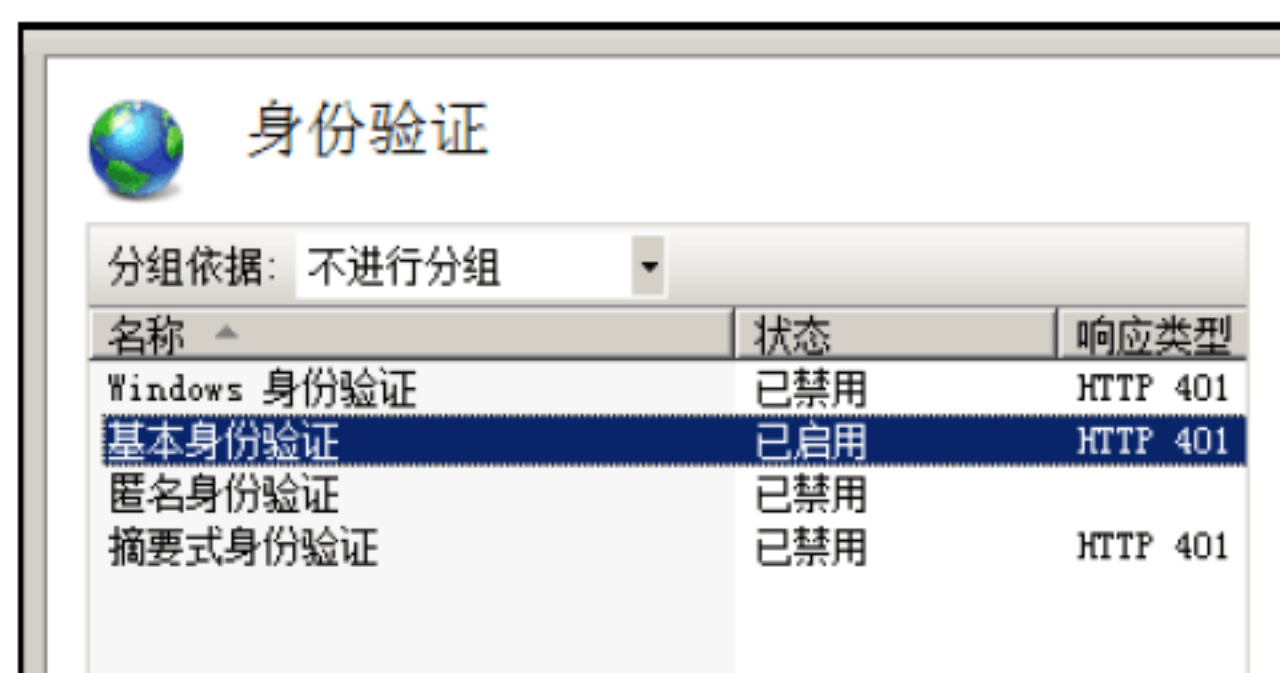 身份验证
分组依据: 不进行分组
名称 状态 响应类型
Windows 身份验证 已禁用 HTTP 401
基本身份验证 已启用 HTTP 401
匿名身份验证 已禁用
摘要式身份验证 已禁用 HTTP 401